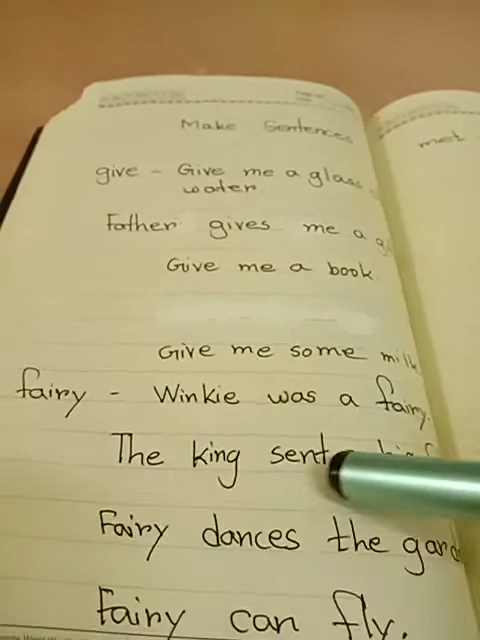 Make Sentences
met
give - Give me a glass
water.
Father gives me a
Give me a book.
Give me some milk
fairy - Winkie was a fairy.
The king sent
Fairy dances the
Fairy can fly.